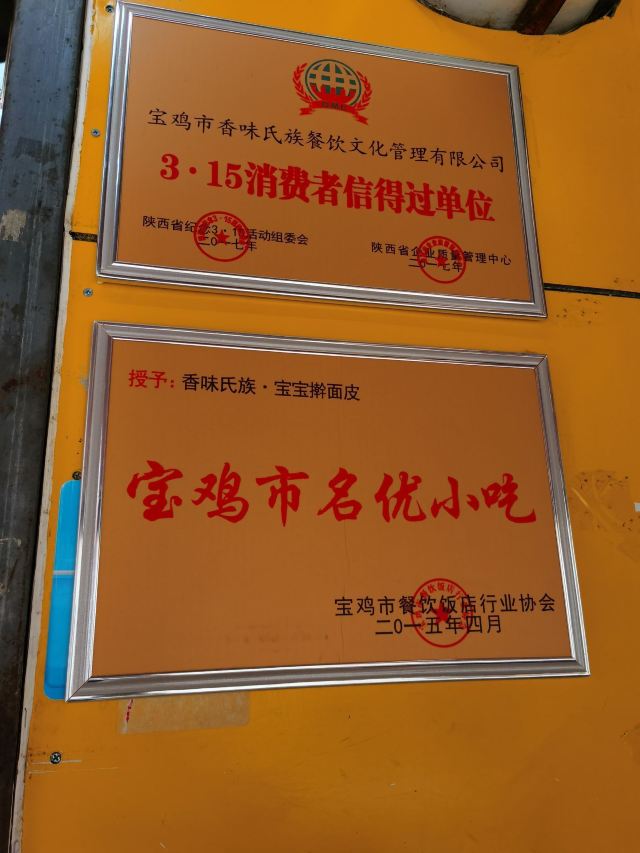 宝鸡市香味氏族餐饮文化管理有限公司
3·15消费者信得过单位
陕西省纪念3·15活动组委会
二〇一七年
陕西省企业质量管理中心
二〇一七年
授予：香味氏族·宝宝擀面皮
宝鸡市名优小吃
宝鸡市餐饮饭店行业协会
二〇一五年四月